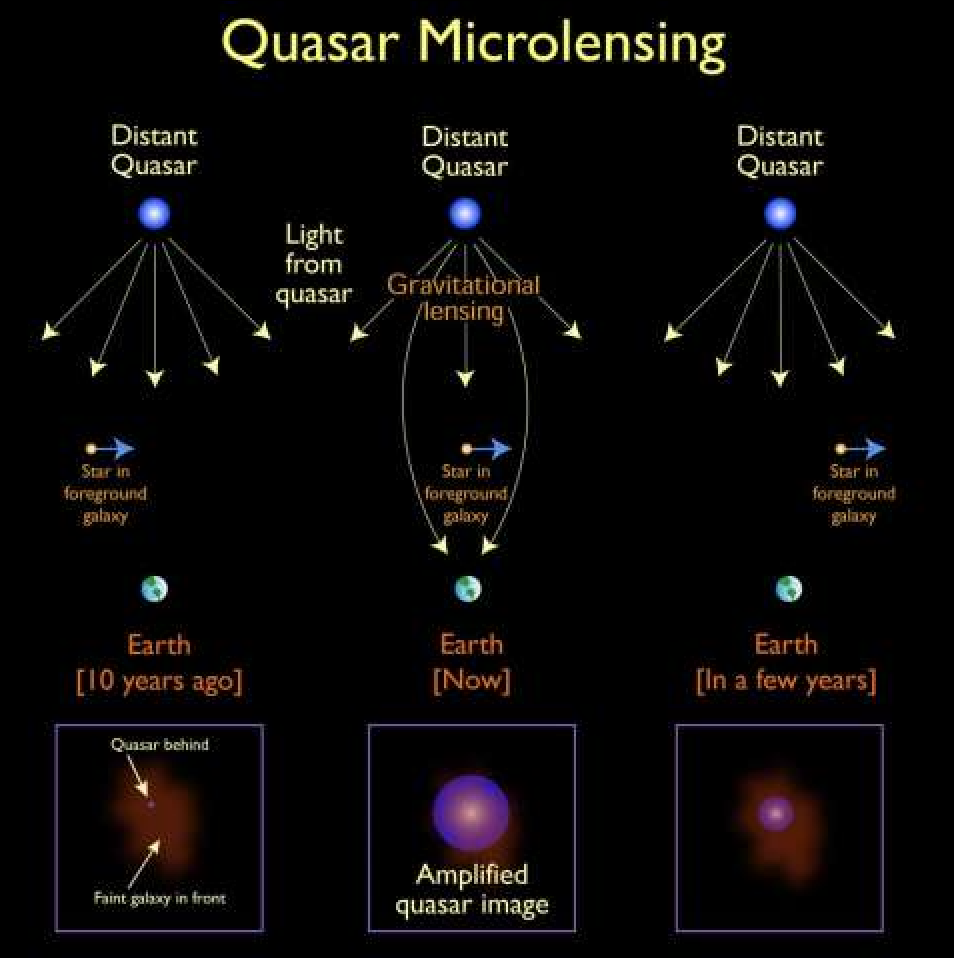 Quasar Microlensing
Distant
Quasar
Distant
Quasar
Distant
Quasar
Light
from
quasar
Gravitational
lensing
Star in
foreground
galaxy
Star in
foreground
galaxy
Star in
foreground
galaxy
Earth
[10 years ago]
Earth
[Now]
Earth
[In a few years]
Quasar behind
Faint galaxy in front
Amplified
quasar image